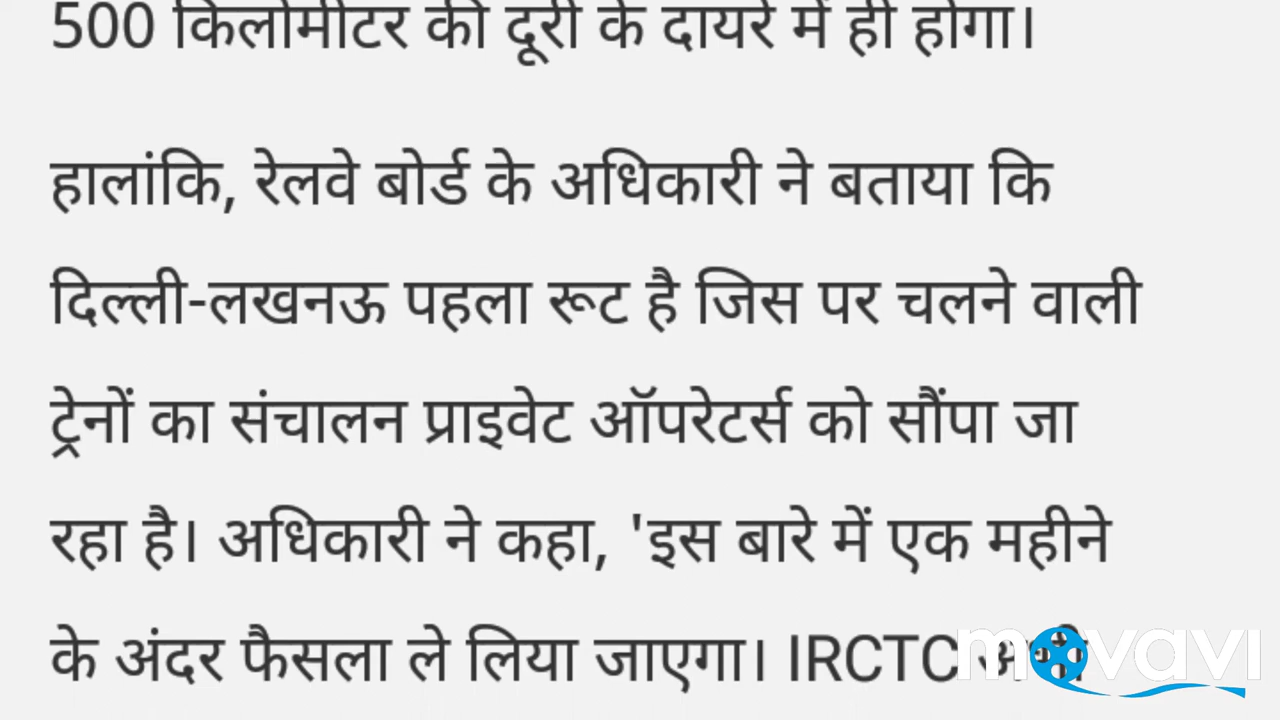 500 किलोमीटर की दूरी के दायरे में ही होगा।
हालांकि, रेलवे बोर्ड के अधिकारी ने बताया कि
दिल्ली-लखनऊ पहला रूट है जिस पर चलने वाली
ट्रेनों का संचालन प्राइवेट ऑपरेटर्स को सौंपा जा
रहा है। अधिकारी ने कहा, 'इस बारे में एक महीने
के अंदर फैसला ले लिया जाएगा। IRCTC
movavi